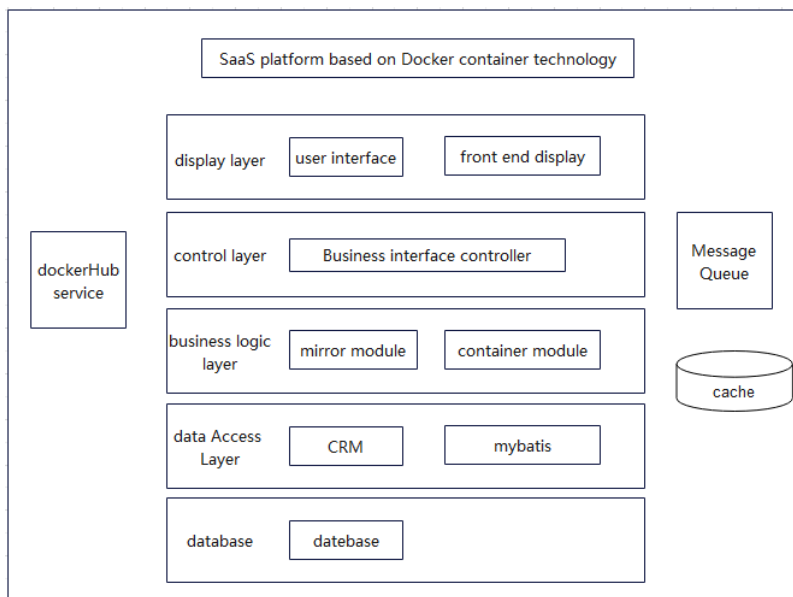 SaaS platform based on Docker container technology
display layer
user interface
front end display
control layer
Business interface controller
dockerHub
service
Message
Queue
business logic
layer
mirror module
container module
cache
data Access
Layer
CRM
mybatis
database
datebase